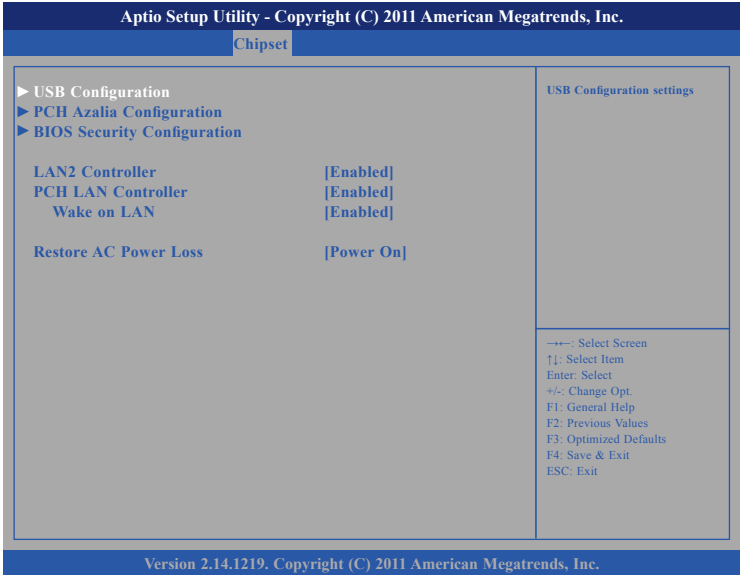 Aptio Setup Utility - Copyright (C) 2011 American Megatrends, Inc.
Chipset
► USB Configuration
► PCH Azalia Configuration
► BIOS Security Configuration
LAN2 Controller [Enabled]
PCH LAN Controller [Enabled]
Wake on LAN [Enabled]
Restore AC Power Loss [Power On]
USB Configuration settings
→←: Select Screen
↑↓: Select Item
Enter: Select
+/-: Change Opt.
F1: General Help
F2: Previous Values
F3: Optimized Defaults
F4: Save & Exit
ESC: Exit
Version 2.14.1219. Copyright (C) 2011 American Megatrends, Inc.